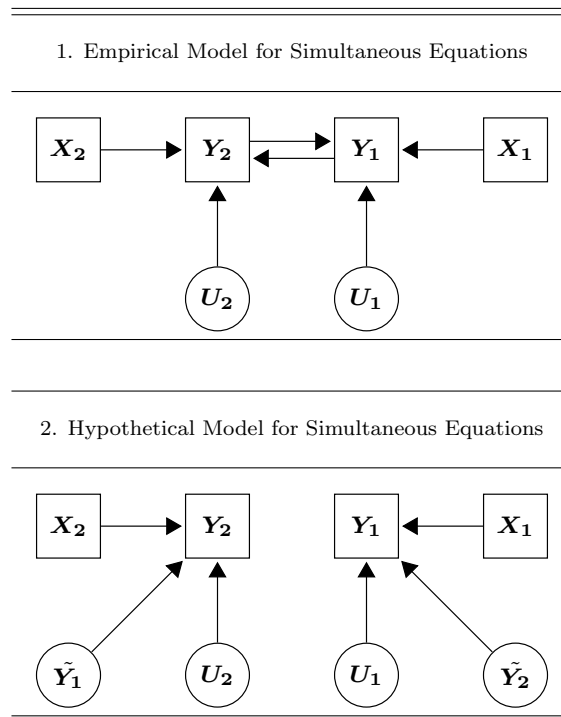 1. Empirical Model for Simultaneous Equations
X₂ Y₂ Y₁ X₁
U₂ U₁
2. Hypothetical Model for Simultaneous Equations
X₂ Y₂ Y₁ X₁
Ỹ₁ U₂ U₁ Ỹ₂